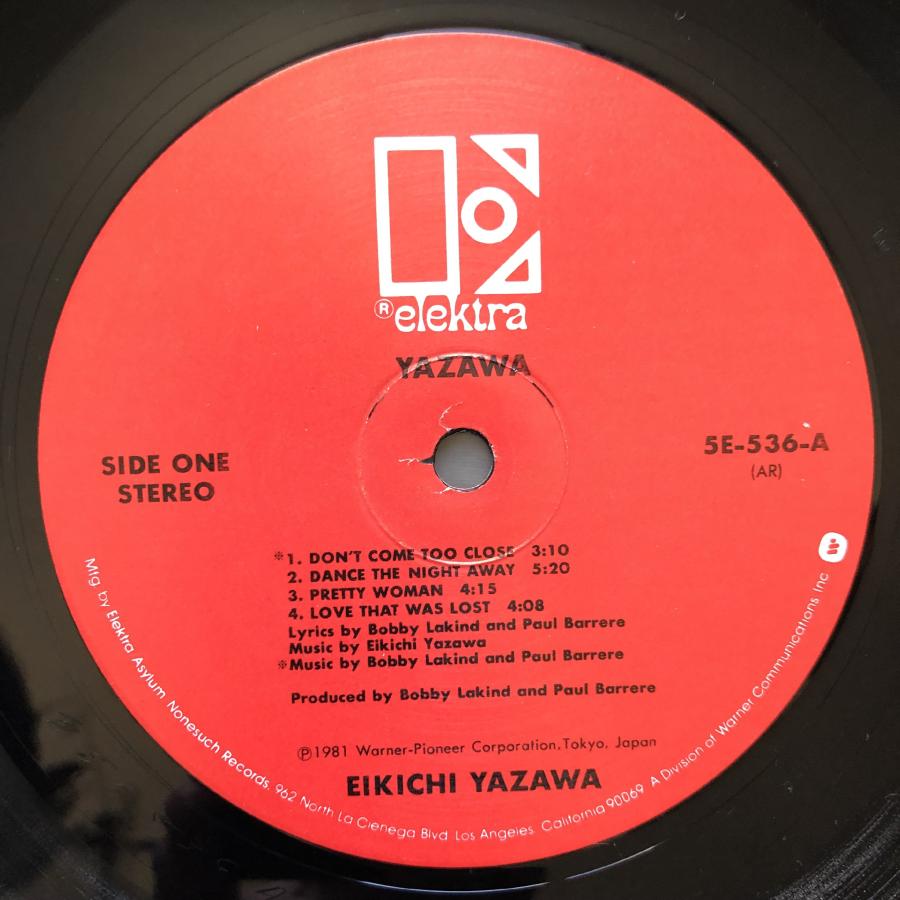 ® elektra
YAZAWA
SIDE ONE
STEREO
5E-536-A
(AR)
※1. DON'T COME TOO CLOSE 3:10
2. DANCE THE NIGHT AWAY 5:20
3. PRETTY WOMAN 4:15
4. LOVE THAT WAS LOST 4:08
Lyrics by Bobby Lakind and Paul Barrere
Music by Eikichi Yazawa
※Music by Bobby Lakind and Paul Barrere
Produced by Bobby Lakind and Paul Barrere
℗1981 Warner-Pioneer Corporation, Tokyo, Japan
EIKICHI YAZAWA
Mfg. by Elektra Asylum Nonesuch Records, 962 North La Cienega Blvd Los Angeles, California 90069 A Division of Warner Communications Inc